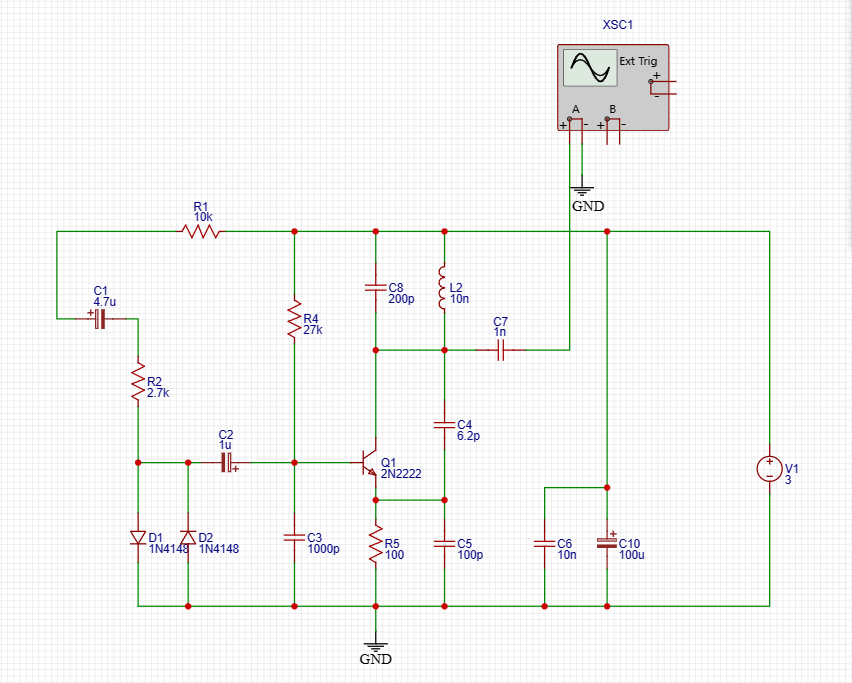 XSC1
Ext Trig
+
-
A
B
+
-
+
-
GND
R1
10k
C1
4.7u
+
C8
200p
L2
10n
R4
27k
C7
1n
R2
2.7k
C4
6.2p
C2
1u
+
Q1
2N2222
V1
3
+
-
D1
1N4148
D2
1N4148
C3
1000p
R5
100
C5
100p
C6
10n
+
C10
100u
GND